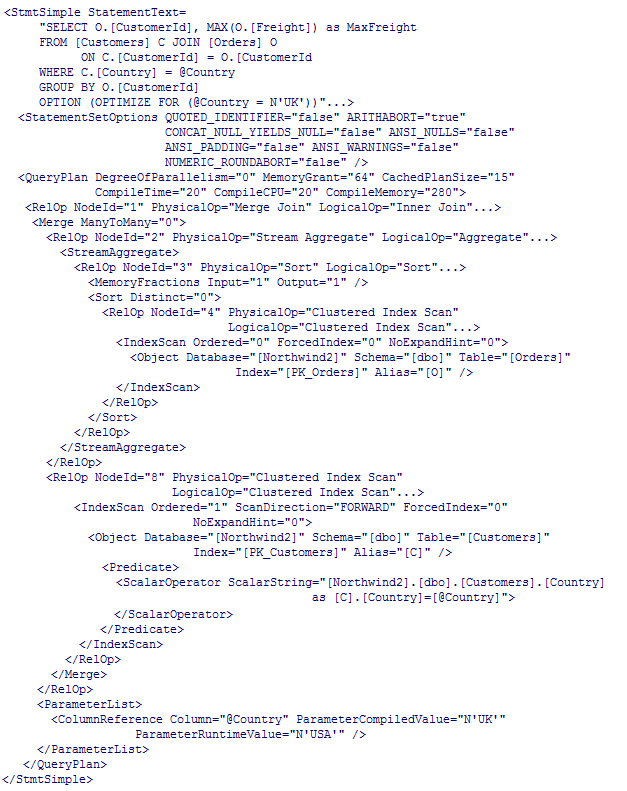 <StmtSimple StatementText=
"SELECT O.[CustomerId], MAX(O.[Freight]) as MaxFreight
FROM [Customers] C JOIN [Orders] O
ON C.[CustomerId] = O.[CustomerId
WHERE C.[Country] = @Country
GROUP BY O.[CustomerId]
OPTION (OPTIMIZE FOR (@Country = N'UK'))"...>
<StatementSetOptions QUOTED_IDENTIFIER="false" ARITHABORT="true"
CONCAT_NULL_YIELDS_NULL="false" ANSI_NULLS="false"
ANSI_PADDING="false" ANSI_WARNINGS="false"
NUMERIC_ROUNDABORT="false" />
<QueryPlan DegreeOfParallelism="0" MemoryGrant="64" CachedPlanSize="15"
CompileTime="20" CompileCPU="20" CompileMemory="280">
<RelOp NodeId="1" PhysicalOp="Merge Join" LogicalOp="Inner Join"...>
<Merge ManyToMany="0">
<RelOp NodeId="2" PhysicalOp="Stream Aggregate" LogicalOp="Aggregate"...>
<StreamAggregate>
<RelOp NodeId="3" PhysicalOp="Sort" LogicalOp="Sort"...>
<MemoryFractions Input="1" Output="1" />
<Sort Distinct="0">
<RelOp NodeId="4" PhysicalOp="Clustered Index Scan"
LogicalOp="Clustered Index Scan"...>
<IndexScan Ordered="0" ForcedIndex="0" NoExpandHint="0">
<Object Database="[Northwind2]" Schema="[dbo]" Table="[Orders]"
Index="[PK_Orders]" Alias="[O]" />
</IndexScan>
</RelOp>
</Sort>
</RelOp>
</StreamAggregate>
</RelOp>
<RelOp NodeId="8" PhysicalOp="Clustered Index Scan"
LogicalOp="Clustered Index Scan"...>
<IndexScan Ordered="1" ScanDirection="FORWARD" ForcedIndex="0"
NoExpandHint="0">
<Object Database="[Northwind2]" Schema="[dbo]" Table="[Customers]"
Index="[PK_Customers]" Alias="[C]" />
<Predicate>
<ScalarOperator ScalarString="[Northwind2].[dbo].[Customers].[Country]
as [C].[Country]=[@Country]">
</ScalarOperator>
</Predicate>
</IndexScan>
</RelOp>
</Merge>
</RelOp>
<ParameterList>
<ColumnReference Column="@Country" ParameterCompiledValue="N'UK'"
ParameterRuntimeValue="N'USA'" />
</ParameterList>
</QueryPlan>
</StmtSimple>